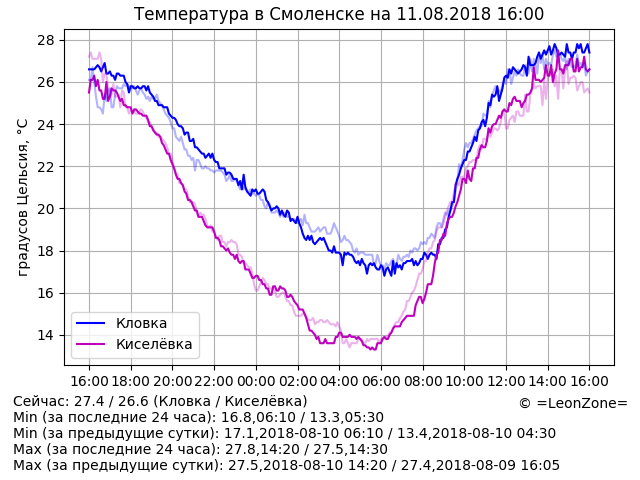 Температура в Смоленске на 11.08.2018 16:00
28
26
24
22
20
18
16
14
градусов Цельсия, °C
Кловка
Киселёвка
16:00 18:00 20:00 22:00 00:00 02:00 04:00 06:00 08:00 10:00 12:00 14:00 16:00
Сейчас: 27.4 / 26.6 (Кловка / Киселёвка)
© =LeonZone=
Min (за последние 24 часа): 16.8,06:10 / 13.3,05:30
Min (за предыдущие сутки): 17.1,2018-08-10 06:10 / 13.4,2018-08-10 04:30
Max (за последние 24 часа): 27.8,14:20 / 27.5,14:30
Max (за предыдущие сутки): 27.5,2018-08-10 14:20 / 27.4,2018-08-09 16:05